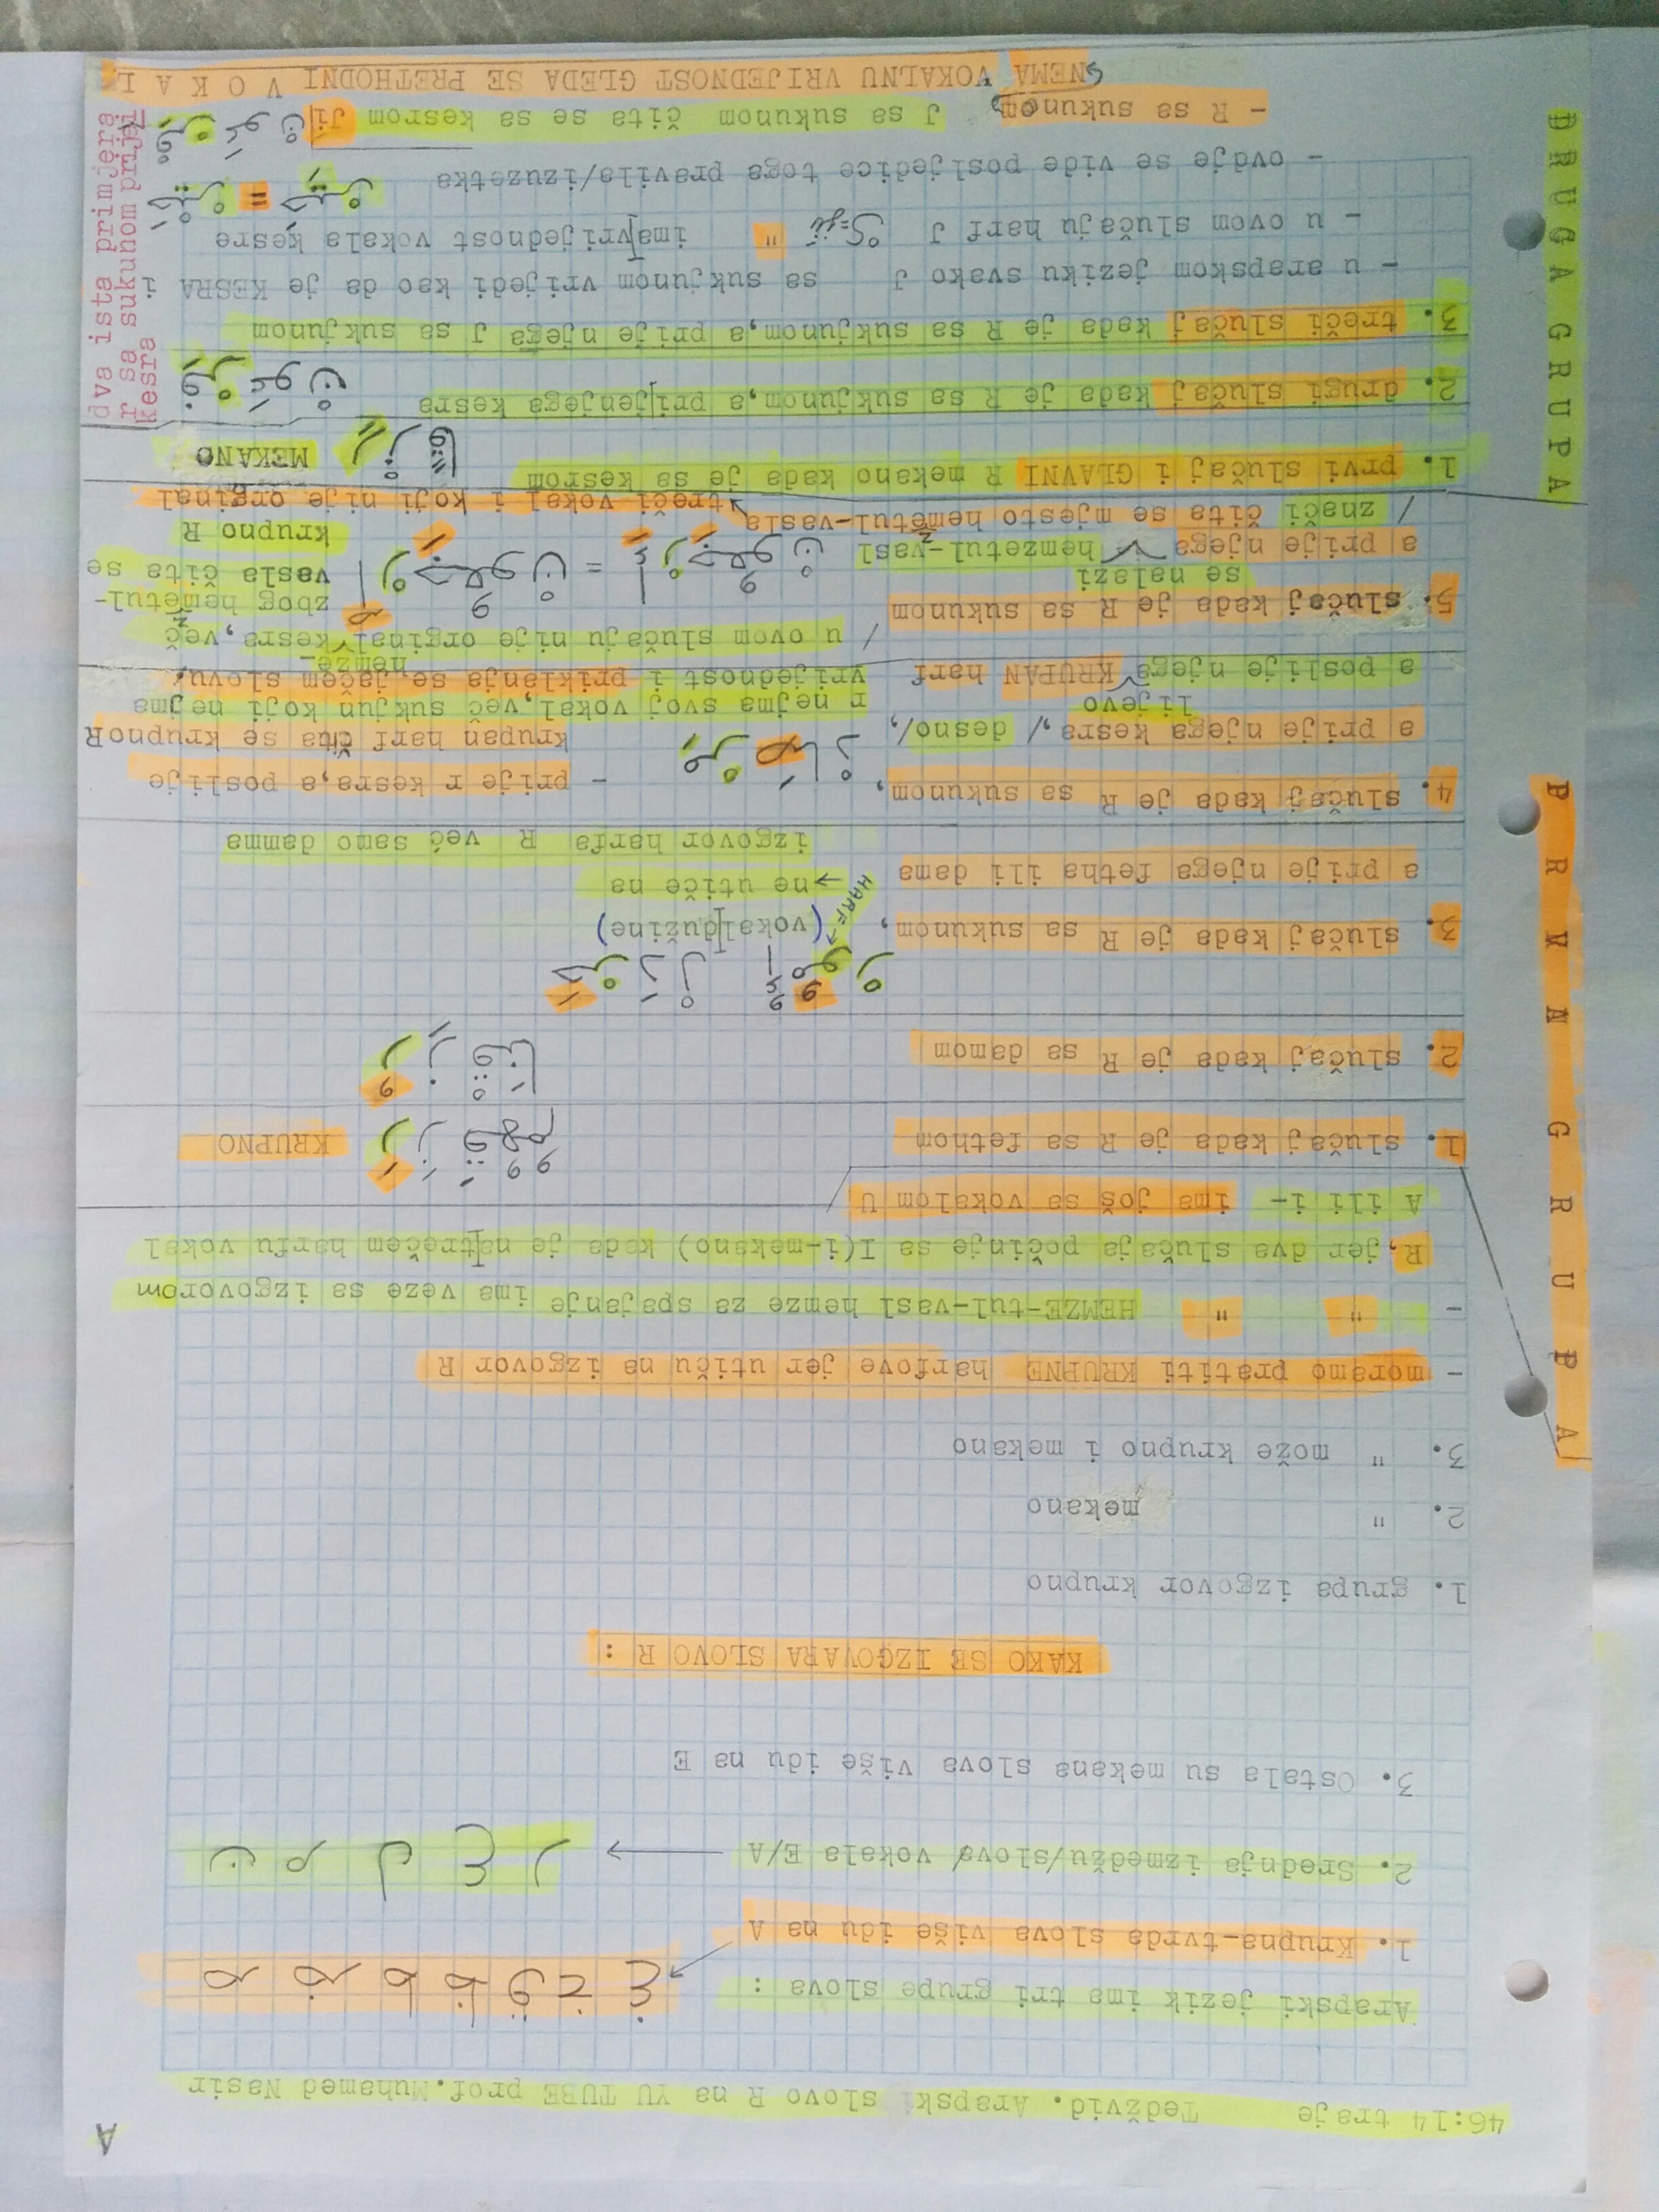 A
46:14 traje Tedžvid. Arapski slovo R na YU TUBE prof.Muhamed Nasir
Arapski jezik ima tri grupe slova :
ص ض ط ظ ق خ غ
1. Krupna-tvrda slova više idu na A
2. Srednja izmedžu/slova/ vokala E/A
ن م ل ع ر
3. Ostala su mekana slova više idu na E
KAKO SE IZGOVARA SLOVO R :
1. grupa izgovor krupno
2. " mekano
3. " može krupno i mekano
- moramo pratiti KRUPNE harfove jer utiču na izgovor R
- " " HEMZE-tul-vasl hemze za spajanje ima veze sa izgovorom
R, jer dva slučaja počinje sa I(i-mekano) kada je na trečem harfu vokal
A ili i- ima još sa vokalom U
PRVA GRUPA
1. slučaj kada je R sa fethom رَزَقَهُمُ KRUPNO
2. slučaj kada je R sa damom رُزِقْنَا
خَرْدَلْ أُمُورْ
3. slučaj kada je R sa sukunom, HARF (vokal dužine)
a prije njega fetha ili dama ne utiče na
izgovor harfa R već samo damma
4. slučaj kada je R sa sukunom, مِرْصَادْ - prije r kesra,a poslije
a prije njega kesra,/ desno/, krupan harf čita se krupno R
lijevo r nejma svoj vokal,več sukjun koji nejma
a poslije njega KRUPAN harf vrijednost i priklanja se jačem slovu/
hemze-
/ u ovom slučaju nije orginal kesra,več
5. slučaj kada je R sa sukunom zbog hemzetul-
se nalazi إِرْجِعُونْ = ٱرْجِعُونْ vasla čita se
a prije njega hemzetul-vasl krupno R
/ znači čita se mjesto hemzetul-vasla
treči vokal i koji nije orginal
DRUGA GRUPA
1. prvi slučaj i GLAVNI R mekano kada je sa kesrom رِزْقًا MEKANO
2. drugi slučaj kada je R sa sukjunom,a prijenjega kesra فِرْعَوْنْ
3. treči slučaj kada je R sa sukjunom,a prije njega J sa sukjunom
- u arapskom jeziku svako J sa sukjunom vrijedi kao da je KESRA i
- u ovom slučaju harf J =ji " ima vrijednost vokala kesre
خَيْرْ = خَيِرْ
- ovdje se vide posljedice toga pravila/izuzetka
- R sa sukunom, J sa sukunom čita se sa kesrom Ji فِرْعَوْنْ
NEMA VOKALNU VRIJEDNOST GLEDA SE PRETHODNI V O K A L
dva ista primjera
r sa sukunom prije
kesra